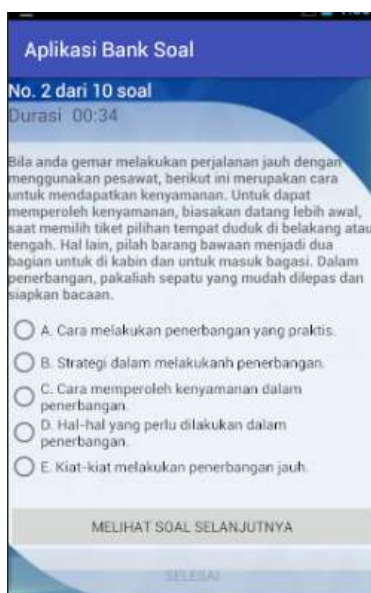 Aplikasi Bank Soal
No. 2 dari 10 soal
Durasi 00:34
Bila anda gemar melakukan perjalanan jauh dengan
menggunakan pesawat, berikut ini merupakan cara
untuk mendapatkan kenyamanan. Untuk dapat
memperoleh kenyamanan, biasakan datang lebih awal,
saat memilih tiket pilihan tempat duduk di belakang atau
tengah. Hal lain, pilah barang bawaan menjadi dua
bagian untuk di kabin dan untuk masuk bagasi. Dalam
penerbangan, pakaliah sepatu yang mudah dilepas dan
siapkan bacaan.
A. Cara melakukan penerbangan yang praktis.
B. Strategi dalam melakukanh penerbangan.
C. Cara memperoleh kenyamanan dalam
penerbangan.
D. Hal-hal yang perlu dilakukan dalam
penerbangan.
E. Kiat-kiat melakukan penerbangan jauh.
MELIHAT SOAL SELANJUTNYA
SELESAI